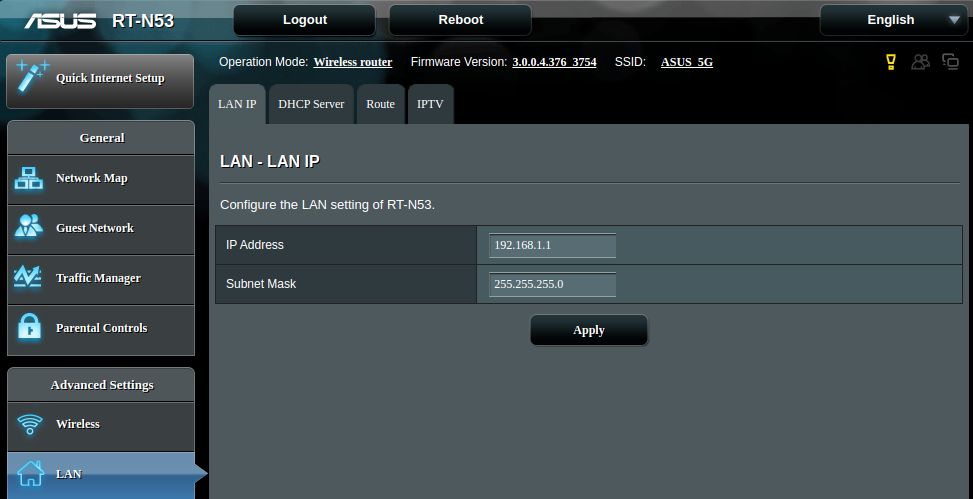 ASUS RT-N53 Logout Reboot English
Operation Mode: Wireless router Firmware Version: 3.0.0.4.376_3754 SSID: ASUS_5G
Quick Internet Setup
General
Network Map
Guest Network
Traffic Manager
Parental Controls
Advanced Settings
Wireless
LAN
LAN IP DHCP Server Route IPTV
LAN - LAN IP
Configure the LAN setting of RT-N53.
IP Address 192.168.1.1
Subnet Mask 255.255.255.0
Apply